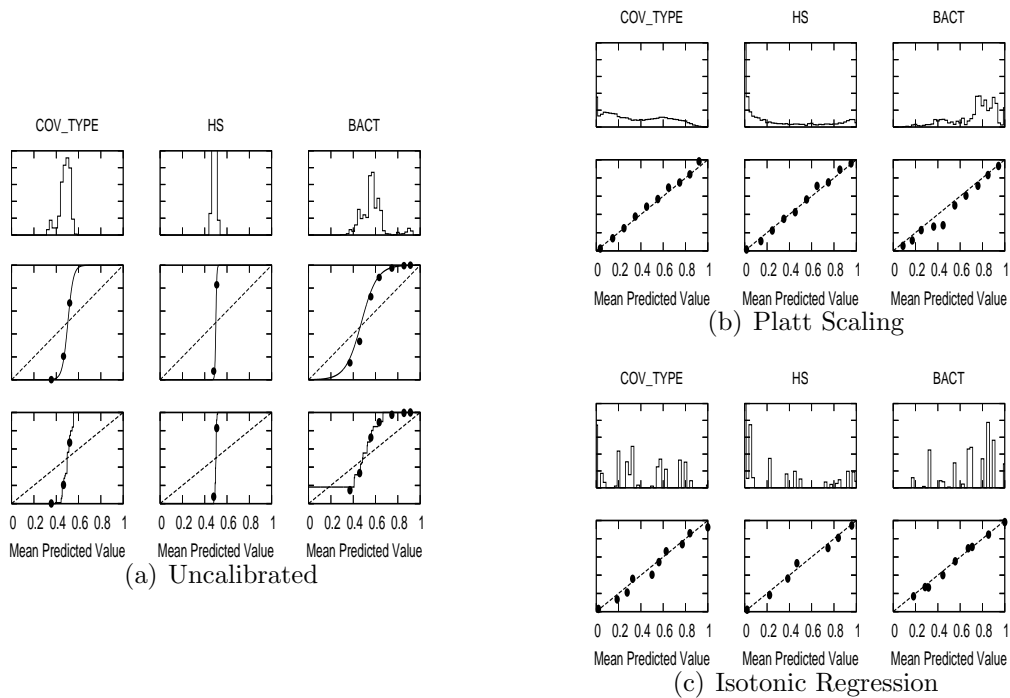 COV_TYPE HS BACT
0 0.2 0.4 0.6 0.8 1 0 0.2 0.4 0.6 0.8 1 0 0.2 0.4 0.6 0.8 1
Mean Predicted Value Mean Predicted Value Mean Predicted Value
(a) Uncalibrated
COV_TYPE HS BACT
0 0.2 0.4 0.6 0.8 1 0 0.2 0.4 0.6 0.8 1 0 0.2 0.4 0.6 0.8 1
Mean Predicted Value Mean Predicted Value Mean Predicted Value
(b) Platt Scaling
COV_TYPE HS BACT
0 0.2 0.4 0.6 0.8 1 0 0.2 0.4 0.6 0.8 1 0 0.2 0.4 0.6 0.8 1
Mean Predicted Value Mean Predicted Value Mean Predicted Value
(c) Isotonic Regression